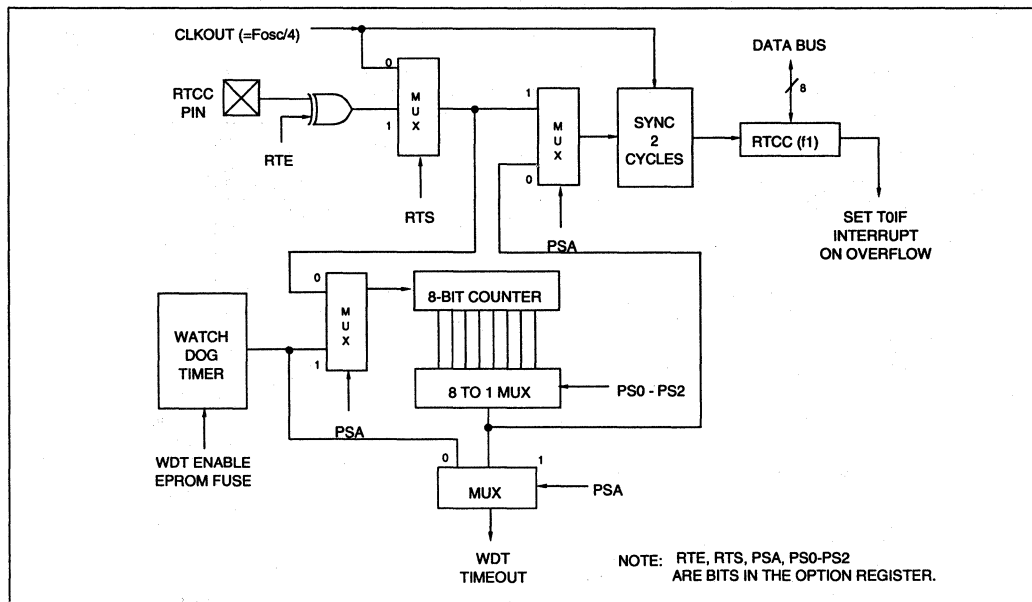 CLKOUT (=Fosc/4)
DATA BUS
8
RTCC
PIN
0
1
MUX
RTE
RTS
1
0
MUX
PSA
SYNC
2
CYCLES
RTCC (f1)
SET T0IF
INTERRUPT
ON OVERFLOW
WATCH
DOG
TIMER
WDT ENABLE
EPROM FUSE
0
1
MUX
PSA
8-BIT COUNTER
8 TO 1 MUX
PS0 - PS2
0
1
MUX
PSA
WDT
TIMEOUT
NOTE: RTE, RTS, PSA, PS0-PS2
ARE BITS IN THE OPTION REGISTER.